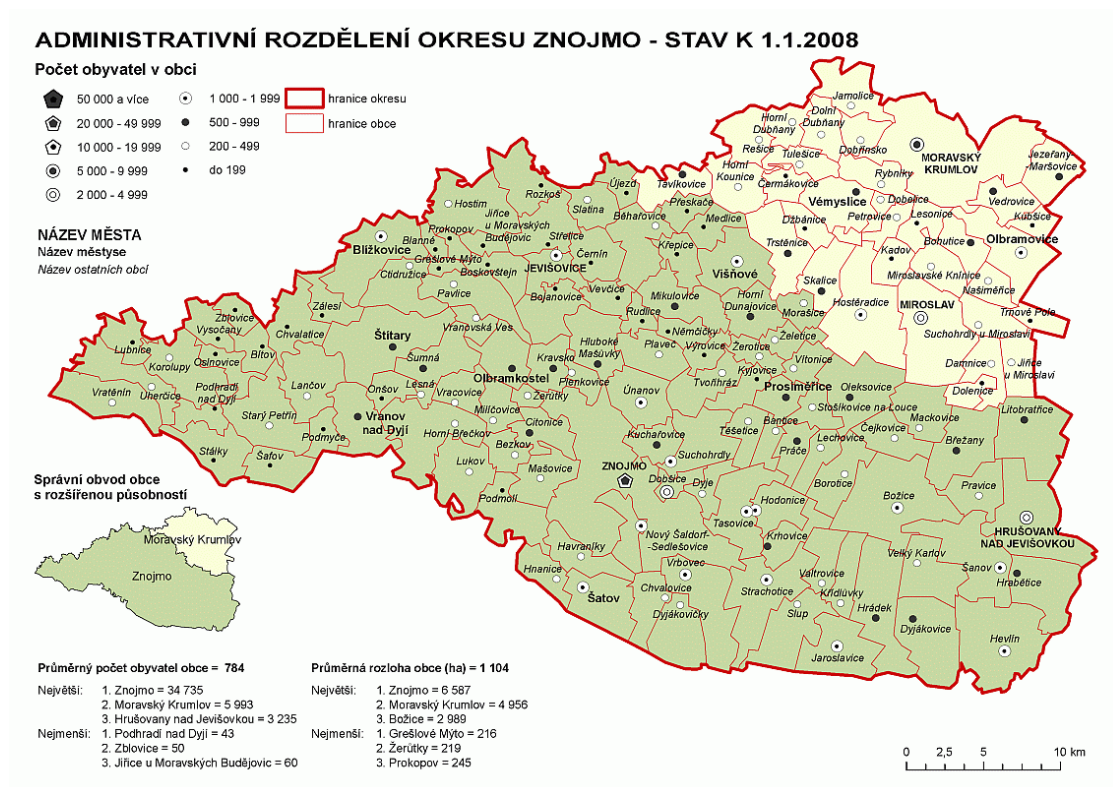 ADMINISTRATIVNÍ ROZDĚLENÍ OKRESU ZNOJMO - STAV K 1.1.2008
Počet obyvatel v obci
50 000 a více
20 000 - 49 999
10 000 - 19 999
5 000 - 9 999
2 000 - 4 999
1 000 - 1 999
500 - 999
200 - 499
do 199
hranice okresu
hranice obce
NÁZEV MĚSTA
Název městyse
Název ostatních obcí
Jamolice
Horní
Dubňany
Dolní
Dubňany
Rešice
Dobřínsko
Tulešice
MORAVSKÝ
KRUMLOV
Jezeřany-
Maršovice
Horní
Kounice
Tavíkovice
Čermákovice
Rybníky
Vémyslice
Dobelice
Petrovice
Vedrovice
Lesonice
Kubšice
Olbramovice
Bohutice
Džbánice
Trstěnice
Kadov
Miroslavské Knínice
Našiměřice
Skalice
Hostěradice
MIROSLAV
Trnové Pole
Suchohrdly u Miroslavi
Damnice
Jiřice
u Miroslavi
Dolenice
Rozkoš
Újezd
Hostim
Slatina
Běhařovice
Přeskače
Medlice
Jiřice
u Moravských
Budějovic
Prokopov
Blanné
Blížkovice
Grešlové Mýto
Boskovštejn
Střelice
JEVIŠOVICE
Černín
Křepice
Višňové
Ctidružice
Pavlice
Bojanovice
Vevčice
Rudlice
Mikulovice
Horní
Dunajovice
Morašice
Zálesí
Zblovice
Vysočany
Chvalatice
Lubnice
Korolupy
Oslnovice
Bítov
Štítary
Vranovská Ves
Hluboké
Mašůvky
Němčičky
Plaveč
Výrovice
Žerotice
Želetice
Vítonice
Šumná
Kravsko
Plenkovice
Olbramkostel
Žerůtky
Tvořihráz
Kyjovice
Prosiměřice
Oleksovice
Vratěnín
Uherčice
Podhradí
nad Dyjí
Lančov
Onšov
Lesná
Vracovice
Únanov
Stošíkovice na Louce
Mackovice
Litobratřice
Starý Petřín
Vranov
nad Dyjí
Milíčovice
Citonice
Horní Břečkov
Bezkov
Kuchařovice
Těšetice
Bantice
Práče
Lechovice
Čejkovice
Břežany
Podmyče
Stálky
Šafov
Lukov
Mašovice
Podmolí
ZNOJMO
Suchohrdly
Dobšice
Dyje
Borotice
Božice
Pravice
Hodonice
Tasovice
HRUŠOVANY
NAD JEVIŠOVKOU
Nový Šaldorf-
Sedlešovice
Krhovice
Havraníky
Hnanice
Šatov
Vrbovec
Chvalovice
Dyjákovičky
Strachotice
Valtrovice
Křídlůvky
Slup
Velký Karlov
Šanov
Hrabětice
Hrádek
Dyjákovice
Hevlín
Jaroslavice
Správní obvod obce
s rozšířenou působností
Moravský Krumlov
Znojmo
Průměrný počet obyvatel obce = 784
Největší: 1. Znojmo = 34 735
2. Moravský Krumlov = 5 993
3. Hrušovany nad Jevišovkou = 3 235
Nejmenší: 1. Podhradí nad Dyjí = 43
2. Zblovice = 50
3. Jiřice u Moravských Budějovic = 60
Průměrná rozloha obce (ha) = 1 104
Největší: 1. Znojmo = 6 587
2. Moravský Krumlov = 4 956
3. Božice = 2 989
Nejmenší: 1. Grešlové Mýto = 216
2. Žerůtky = 219
3. Prokopov = 245
0 2,5 5 10 km